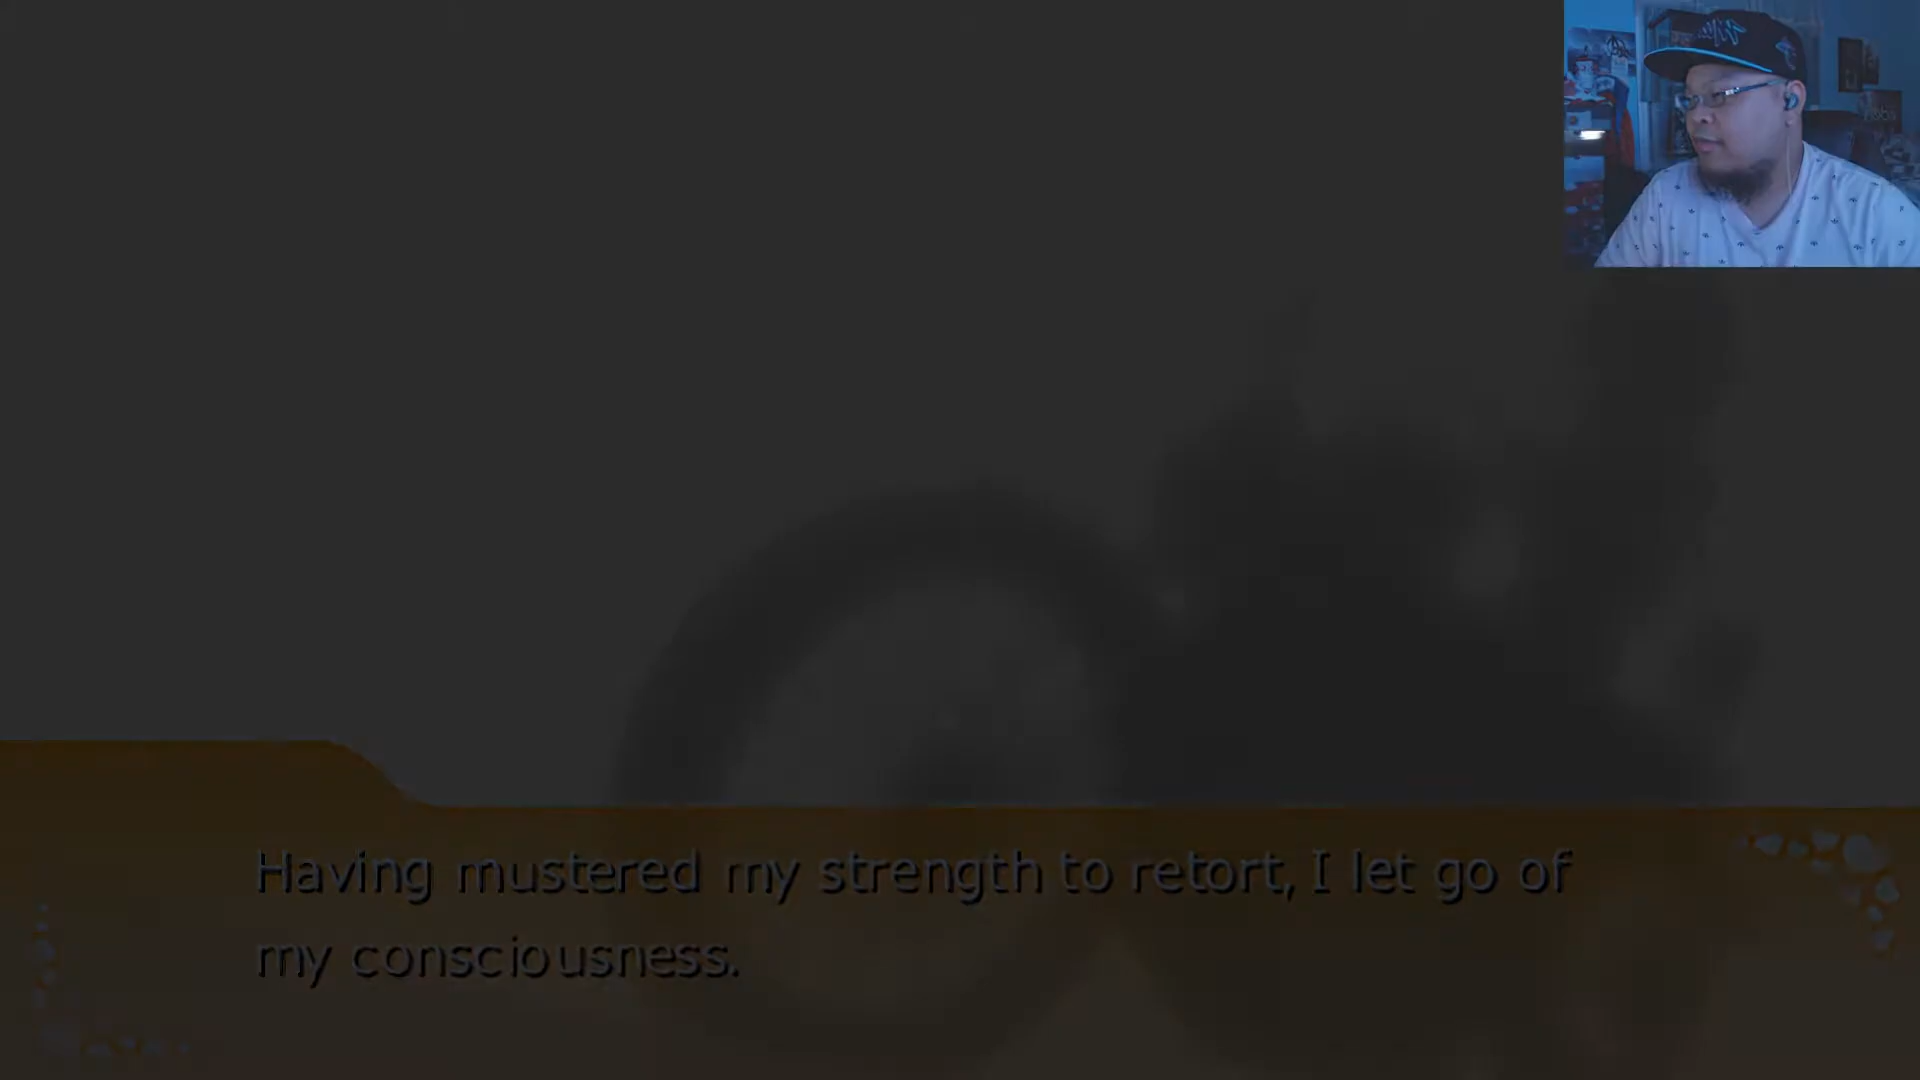 Having mustered my strength to retort, I let go of
my consciousness.